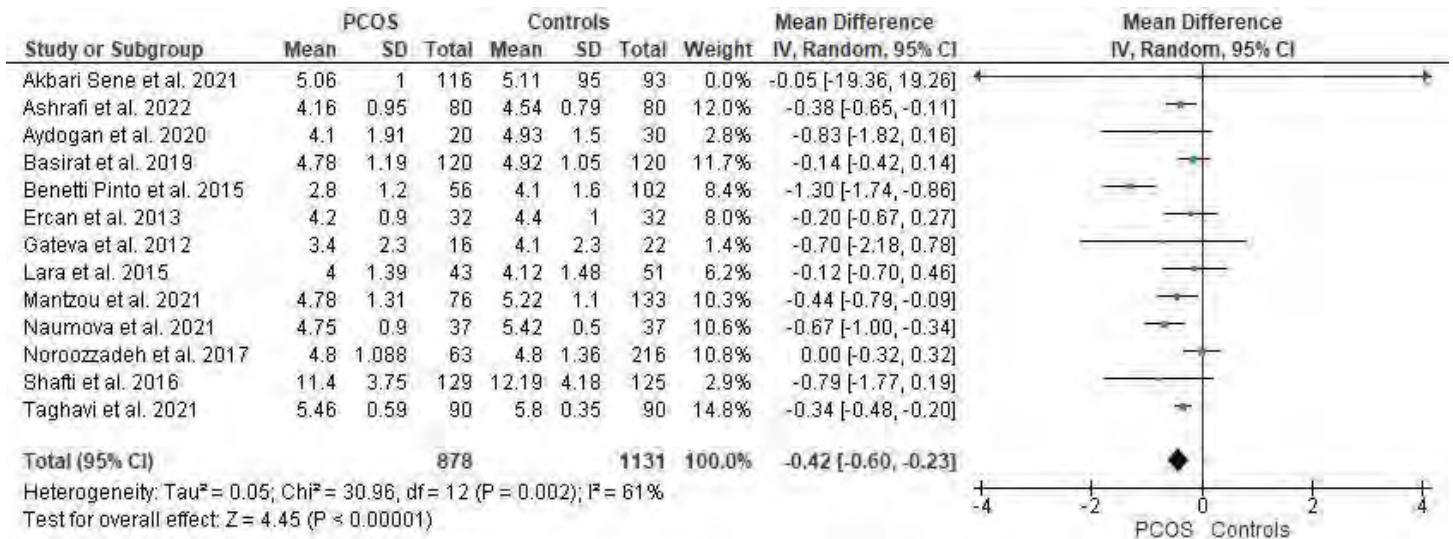 PCOS Controls Mean Difference Mean Difference
Study or Subgroup Mean SD Total Mean SD Total Weight IV, Random, 95% CI IV, Random, 95% CI
Akbari Sene et al. 2021 5.06 1 116 5.11 95 93 0.0% -0.05 [-19.36, 19.26]
Ashrafi et al. 2022 4.16 0.95 80 4.54 0.79 80 12.0% -0.38 [-0.65, -0.11]
Aydogan et al. 2020 4.1 1.91 20 4.93 1.5 30 2.8% -0.83 [-1.82, 0.16]
Basirat et al. 2019 4.78 1.19 120 4.92 1.05 120 11.7% -0.14 [-0.42, 0.14]
Benetti Pinto et al. 2015 2.8 1.2 56 4.1 1.6 102 8.4% -1.30 [-1.74, -0.86]
Ercan et al. 2013 4.2 0.9 32 4.4 1 32 8.0% -0.20 [-0.67, 0.27]
Gateva et al. 2012 3.4 2.3 16 4.1 2.3 22 1.4% -0.70 [-2.18, 0.78]
Lara et al. 2015 4 1.39 43 4.12 1.48 51 6.2% -0.12 [-0.70, 0.46]
Mantzou et al. 2021 4.78 1.31 76 5.22 1.1 133 10.3% -0.44 [-0.79, -0.09]
Naumova et al. 2021 4.75 0.9 37 5.42 0.5 37 10.6% -0.67 [-1.00, -0.34]
Noroozzadeh et al. 2017 4.8 1.088 63 4.8 1.36 216 10.8% 0.00 [-0.32, 0.32]
Shafti et al. 2016 11.4 3.75 129 12.19 4.18 125 2.9% -0.79 [-1.77, 0.19]
Taghavi et al. 2021 5.46 0.59 90 5.8 0.35 90 14.8% -0.34 [-0.48, -0.20]
Total (95% CI) 878 1131 100.0% -0.42 [-0.60, -0.23]
Heterogeneity: Tau² = 0.05; Chi² = 30.96, df = 12 (P = 0.002); I² = 61%
Test for overall effect: Z = 4.45 (P < 0.00001)
-4 -2 0 2 4
PCOS Controls